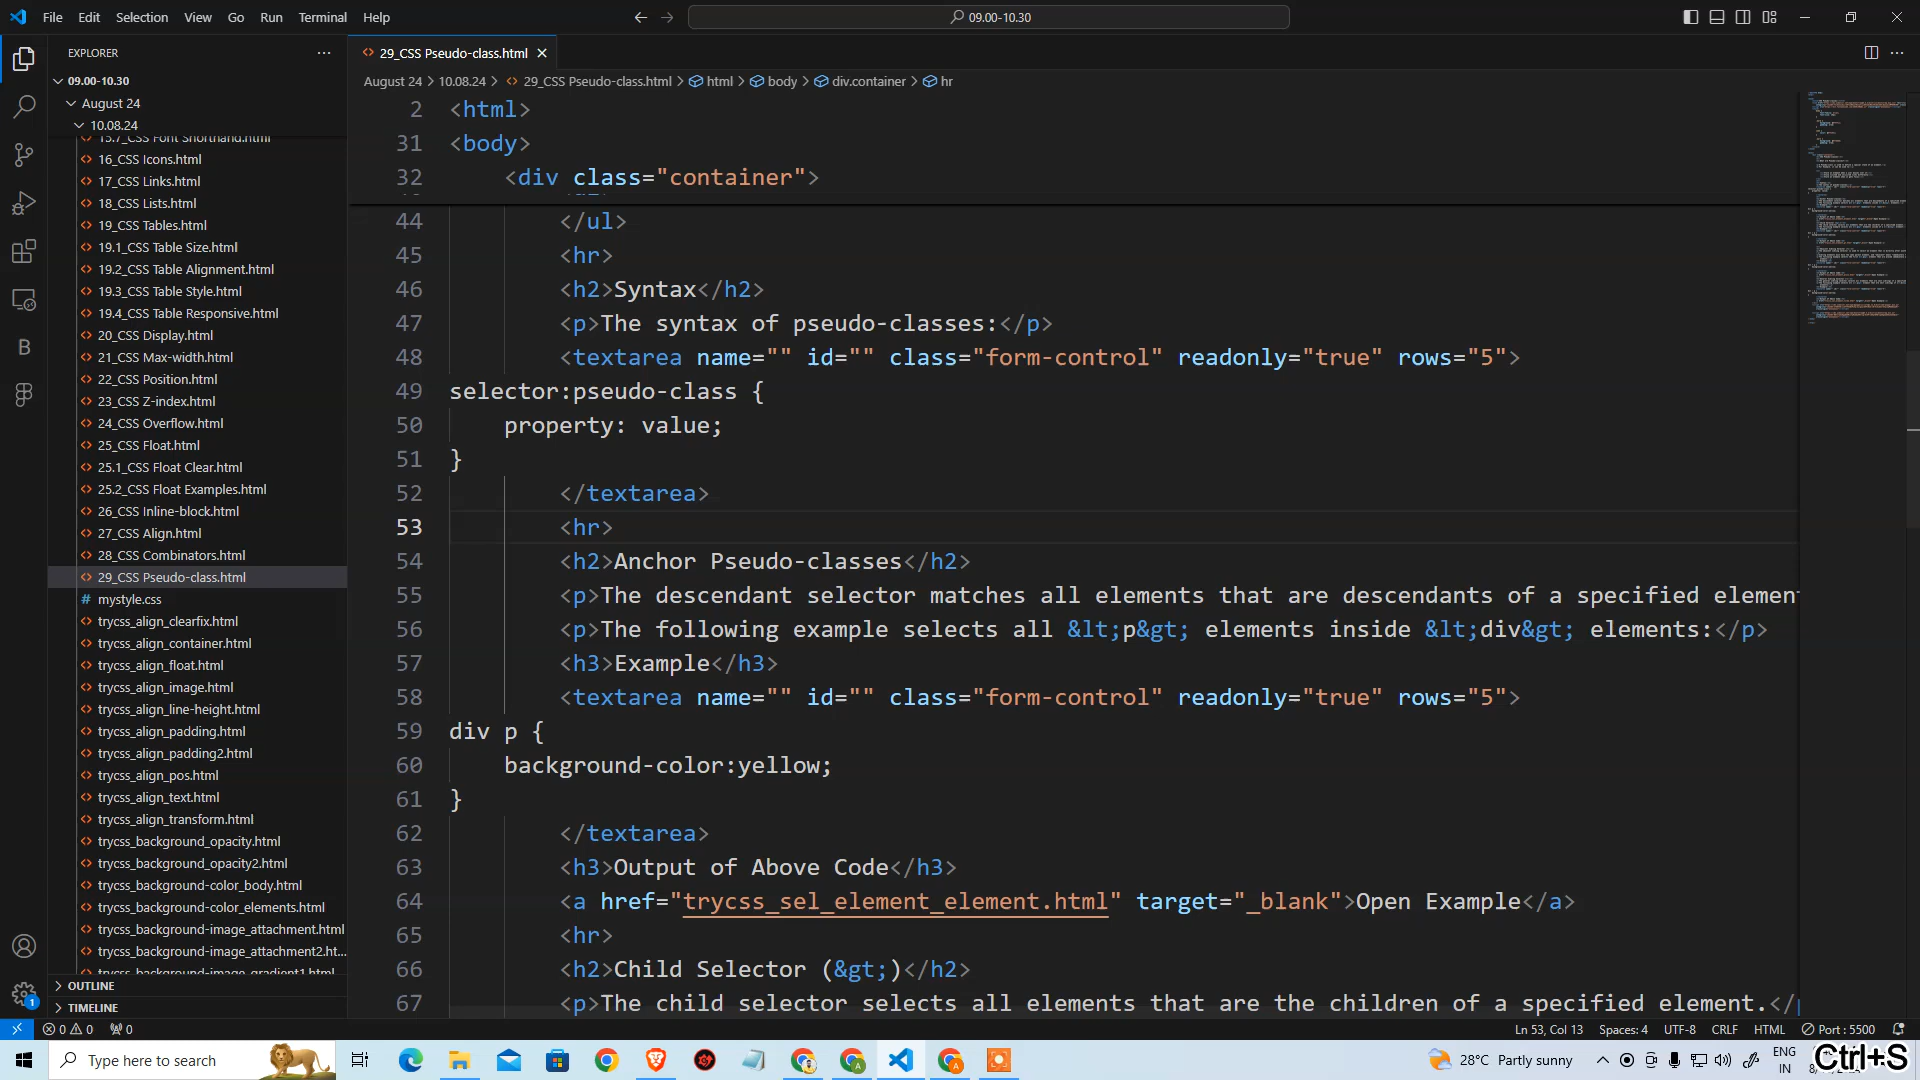 File Edit Selection View Go Run Terminal Help
09.00-10.30
EXPLORER
09.00-10.30
August 24
10.08.24
15.7_CSS Font Shorthand.html
16_CSS Icons.html
17_CSS Links.html
18_CSS Lists.html
19_CSS Tables.html
19.1_CSS Table Size.html
19.2_CSS Table Alignment.html
19.3_CSS Table Style.html
19.4_CSS Table Responsive.html
20_CSS Display.html
21_CSS Max-width.html
22_CSS Position.html
23_CSS Z-index.html
24_CSS Overflow.html
25_CSS Float.html
25.1_CSS Float Clear.html
25.2_CSS Float Examples.html
26_CSS Inline-block.html
27_CSS Align.html
28_CSS Combinators.html
29_CSS Pseudo-class.html
# mystyle.css
trycss_align_clearfix.html
trycss_align_container.html
trycss_align_float.html
trycss_align_image.html
trycss_align_line-height.html
trycss_align_padding.html
trycss_align_padding2.html
trycss_align_pos.html
trycss_align_text.html
trycss_align_transform.html
trycss_background_opacity.html
trycss_background_opacity2.html
trycss_background-color_body.html
trycss_background-color_elements.html
trycss_background-image_attachment.html
trycss_background-image_attachment2.ht...
trycss_background-image_gradient1.html
OUTLINE
TIMELINE
29_CSS Pseudo-class.html
August 24 > 10.08.24 > 29_CSS Pseudo-class.html > html > body > div.container > hr
2 <html>
31 <body>
32 <div class="container">
44 </ul>
45 <hr>
46 <h2>Syntax</h2>
47 <p>The syntax of pseudo-classes:</p>
48 <textarea name="" id="" class="form-control" readonly="true" rows="5">
49 selector:pseudo-class {
50 property: value;
51 }
52 </textarea>
53 <hr>
54 <h2>Anchor Pseudo-classes</h2>
55 <p>The descendant selector matches all elements that are descendants of a specified element
56 <p>The following example selects all &lt;p&gt; elements inside &lt;div&gt; elements:</p>
57 <h3>Example</h3>
58 <textarea name="" id="" class="form-control" readonly="true" rows="5">
59 div p {
60 background-color:yellow;
61 }
62 </textarea>
63 <h3>Output of Above Code</h3>
64 <a href="trycss_sel_element_element.html" target="_blank">Open Example</a>
65 <hr>
66 <h2>Child Selector (&gt;)</h2>
67 <p>The child selector selects all elements that are the children of a specified element.</p
0 0 0 Ln 53, Col 13 Spaces: 4 UTF-8 CRLF HTML Port : 5500
Type here to search
28°C Partly sunny
ENG
IN
Ctrl+S